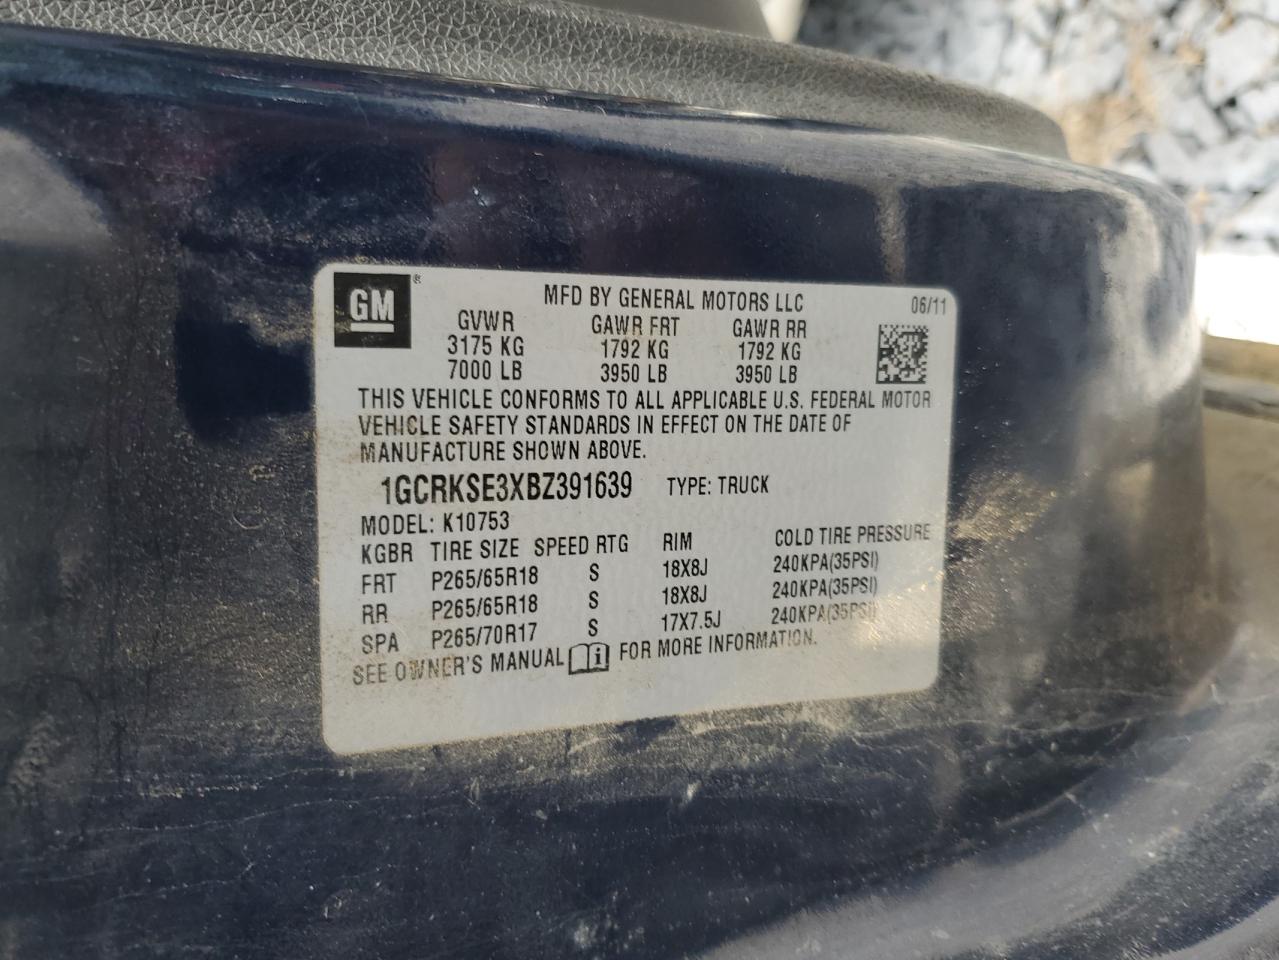 GM
MFD BY GENERAL MOTORS LLC 06/11
GVWR GAWR FRT GAWR RR
3175 KG 1792 KG 1792 KG
7000 LB 3950 LB 3950 LB
THIS VEHICLE CONFORMS TO ALL APPLICABLE U.S. FEDERAL MOTOR
VEHICLE SAFETY STANDARDS IN EFFECT ON THE DATE OF
MANUFACTURE SHOWN ABOVE.
1GCRKSE3XBZ391639 TYPE: TRUCK
MODEL: K10753
KGBR TIRE SIZE SPEED RTG RIM COLD TIRE PRESSURE
FRT P265/65R18 S 18X8J 240KPA(35PSI)
RR P265/65R18 S 18X8J 240KPA(35PSI)
SPA P265/70R17 S 17X7.5J 240KPA(35PSI)
SEE OWNER'S MANUAL i FOR MORE INFORMATION.